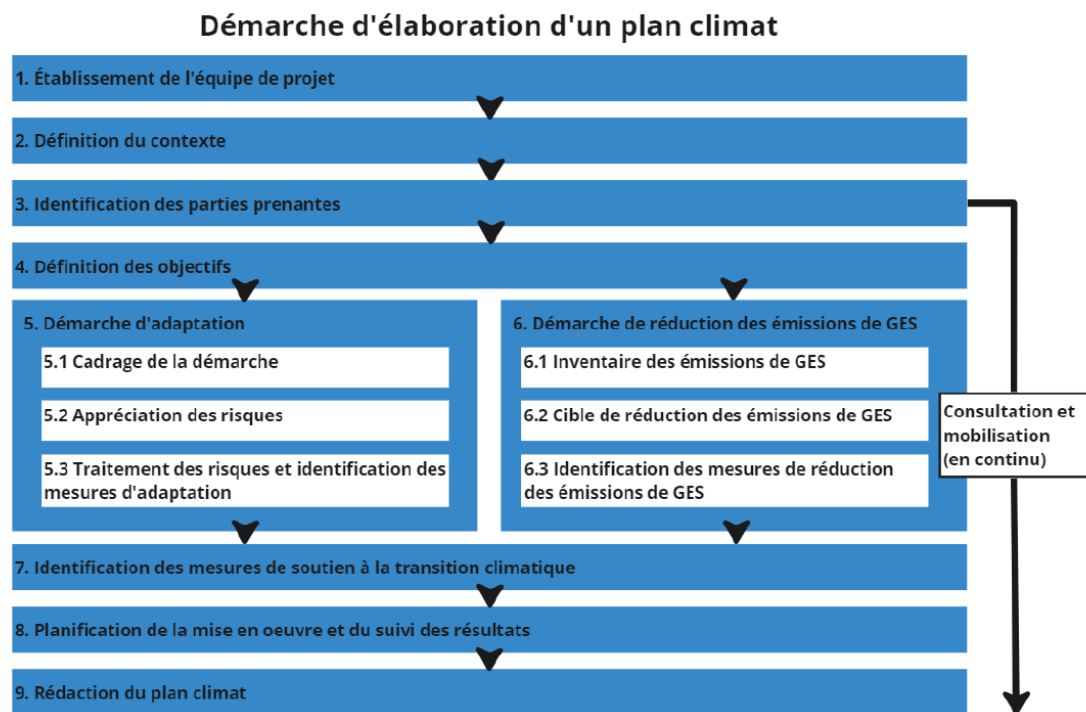 Démarche d'élaboration d'un plan climat
1. Établissement de l'équipe de projet
2. Définition du contexte
3. Identification des parties prenantes
4. Définition des objectifs
5. Démarche d'adaptation
5.1 Cadrage de la démarche
5.2 Appréciation des risques
5.3 Traitement des risques et identification des
mesures d'adaptation
6. Démarche de réduction des émissions de GES
6.1 Inventaire des émissions de GES
6.2 Cible de réduction des émissions de GES
6.3 Identification des mesures de réduction
des émissions de GES
Consultation et
mobilisation
(en continu)
7. Identification des mesures de soutien à la transition climatique
8. Planification de la mise en oeuvre et du suivi des résultats
9. Rédaction du plan climat